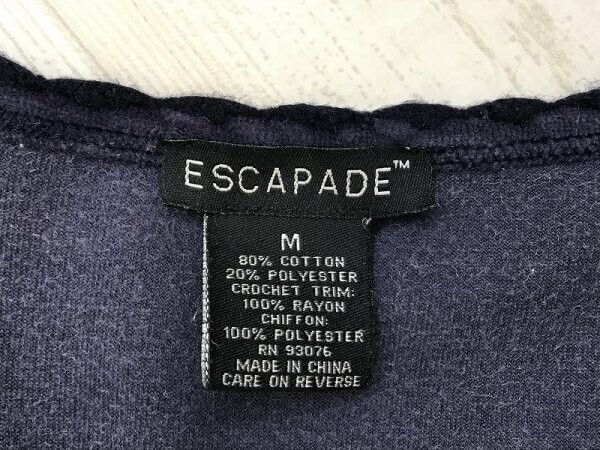 ESCAPADE™
M
80% COTTON
20% POLYESTER
CROCHET TRIM:
100% RAYON
CHIFFON:
100% POLYESTER
RN 93076
MADE IN CHINA
CARE ON REVERSE